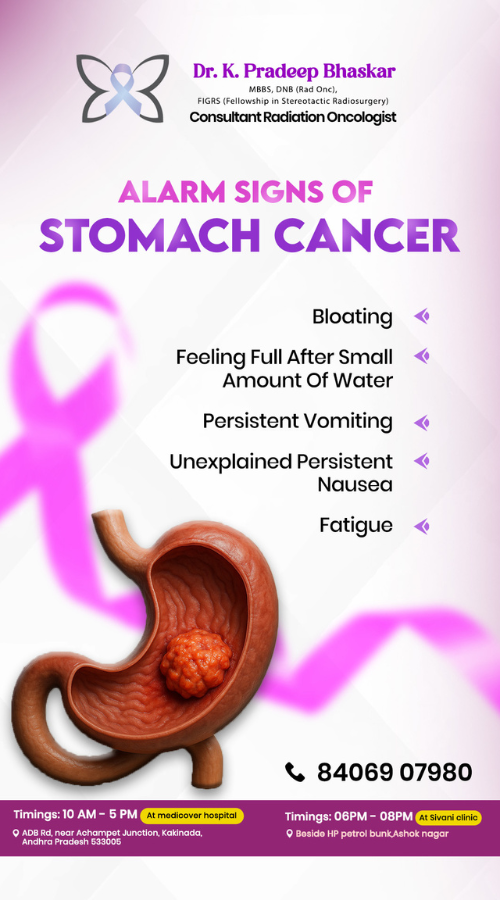 Dr. K. Pradeep Bhaskar
MBBS, DNB (Rad Onc),
FIGRS (Fellowship in Stereotactic Radiosurgery)
Consultant Radiation Oncologist
ALARM SIGNS OF
STOMACH CANCER
Bloating
Feeling Full After Small
Amount Of Water
Persistent Vomiting
Unexplained Persistent
Nausea
Fatigue
84069 07980
Timings: 10 AM - 5 PM At medicover hospital
ADB Rd, near Achampet Junction, Kakinada,
Andhra Pradesh 533005
Timings: 06PM - 08PM At Sivani clinic
Beside HP petrol bunk,Ashok nagar